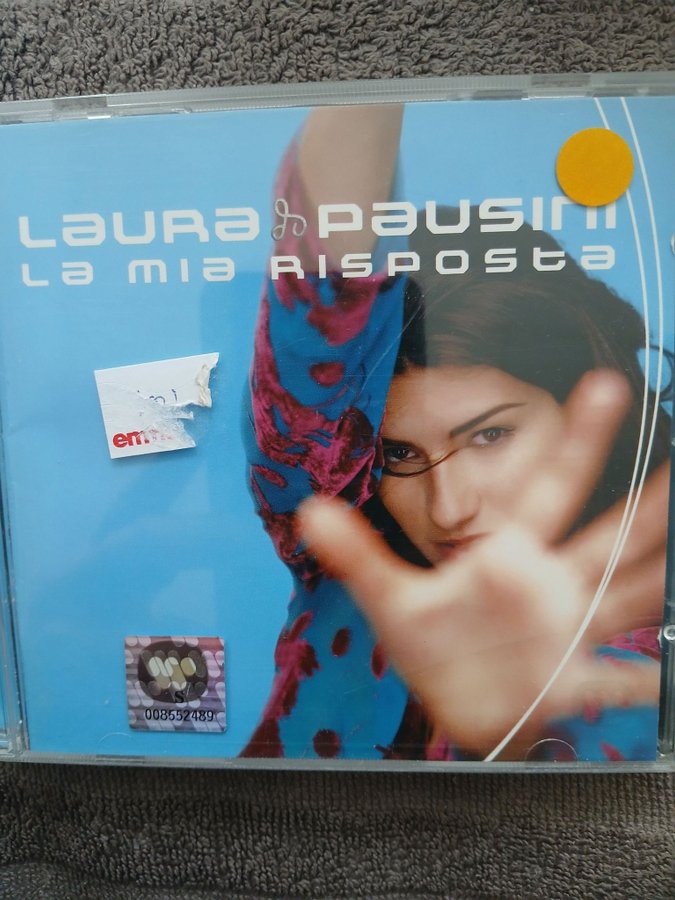 Laura Pausini
La mia risposta
em
S
008552489